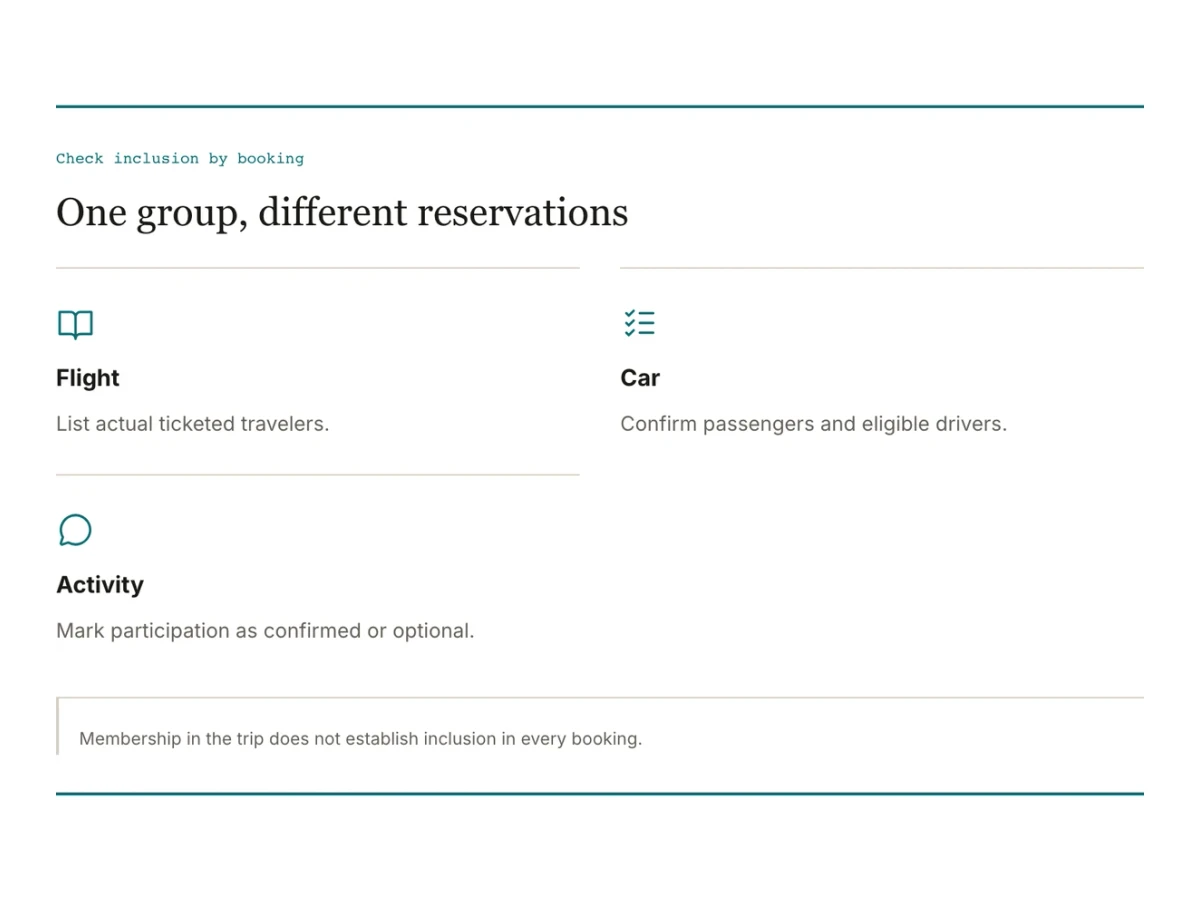 Check inclusion by booking
One group, different reservations
Flight
List actual ticketed travelers.
Car
Confirm passengers and eligible drivers.
Activity
Mark participation as confirmed or optional.
Membership in the trip does not establish inclusion in every booking.